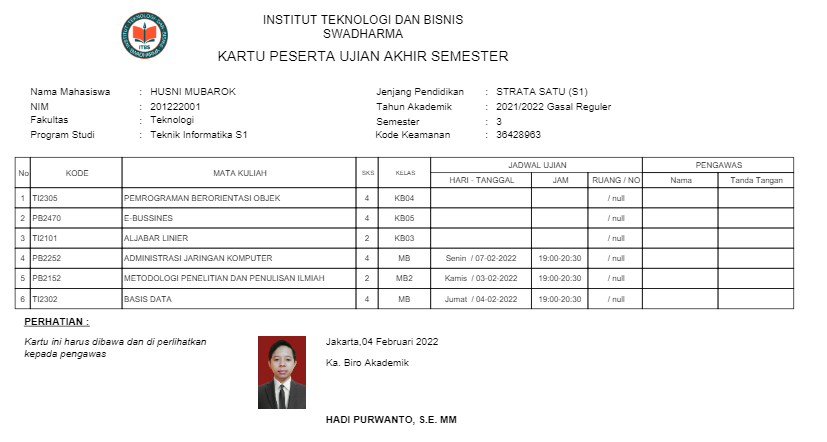 INSTITUT TEKNOLOGI DAN BISNIS
SWADHARMA
KARTU PESERTA UJIAN AKHIR SEMESTER
ITBS
Nama Mahasiswa : HUSNI MUBAROK Jenjang Pendidikan : STRATA SATU (S1)
NIM : 201222001 Tahun Akademik : 2021/2022 Gasal Reguler
Fakultas : Teknologi Semester : 3
Program Studi : Teknik Informatika S1 Kode Keamanan : 36428963
No KODE MATA KULIAH SKS KELAS JADWAL UJIAN PENGAWAS
HARI - TANGGAL JAM RUANG / NO Nama Tanda Tangan
1 TI2305 PEMROGRAMAN BERORIENTASI OBJEK 4 KB04 / null
2 PB2470 E-BUSSINES 4 KB05 / null
3 TI2101 ALJABAR LINIER 2 KB03 / null
4 PB2252 ADMINISTRASI JARINGAN KOMPUTER 4 MB Senin / 07-02-2022 19:00-20:30 / null
5 PB2152 METODOLOGI PENELITIAN DAN PENULISAN ILMIAH 2 MB2 Kamis / 03-02-2022 19:00-20:30 / null
6 TI2302 BASIS DATA 4 MB Jumat / 04-02-2022 19:00-20:30 / null
PERHATIAN :
Kartu ini harus dibawa dan di perlihatkan
kepada pengawas
Jakarta,04 Februari 2022
Ka. Biro Akademik
HADI PURWANTO, S.E. MM